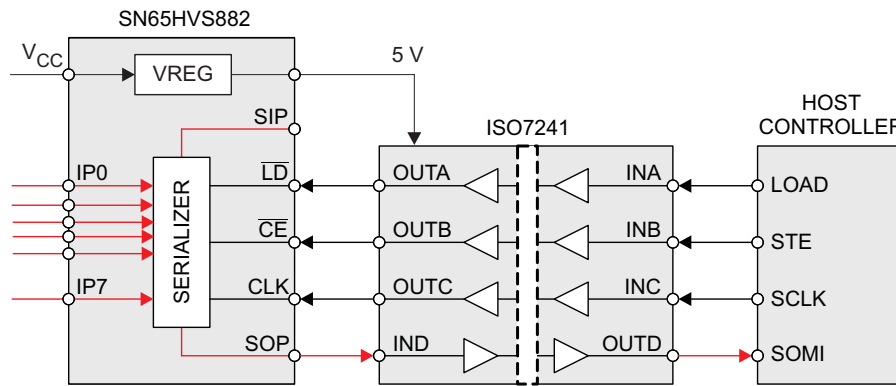 SN65HVS882
VCC
VREG
5 V
SIP
ISO7241
HOST
CONTROLLER
IP0
SERIALIZER
LD
OUTA
INA
LOAD
CE
OUTB
INB
STE
IP7
CLK
OUTC
INC
SCLK
SOP
IND
OUTD
SOMI